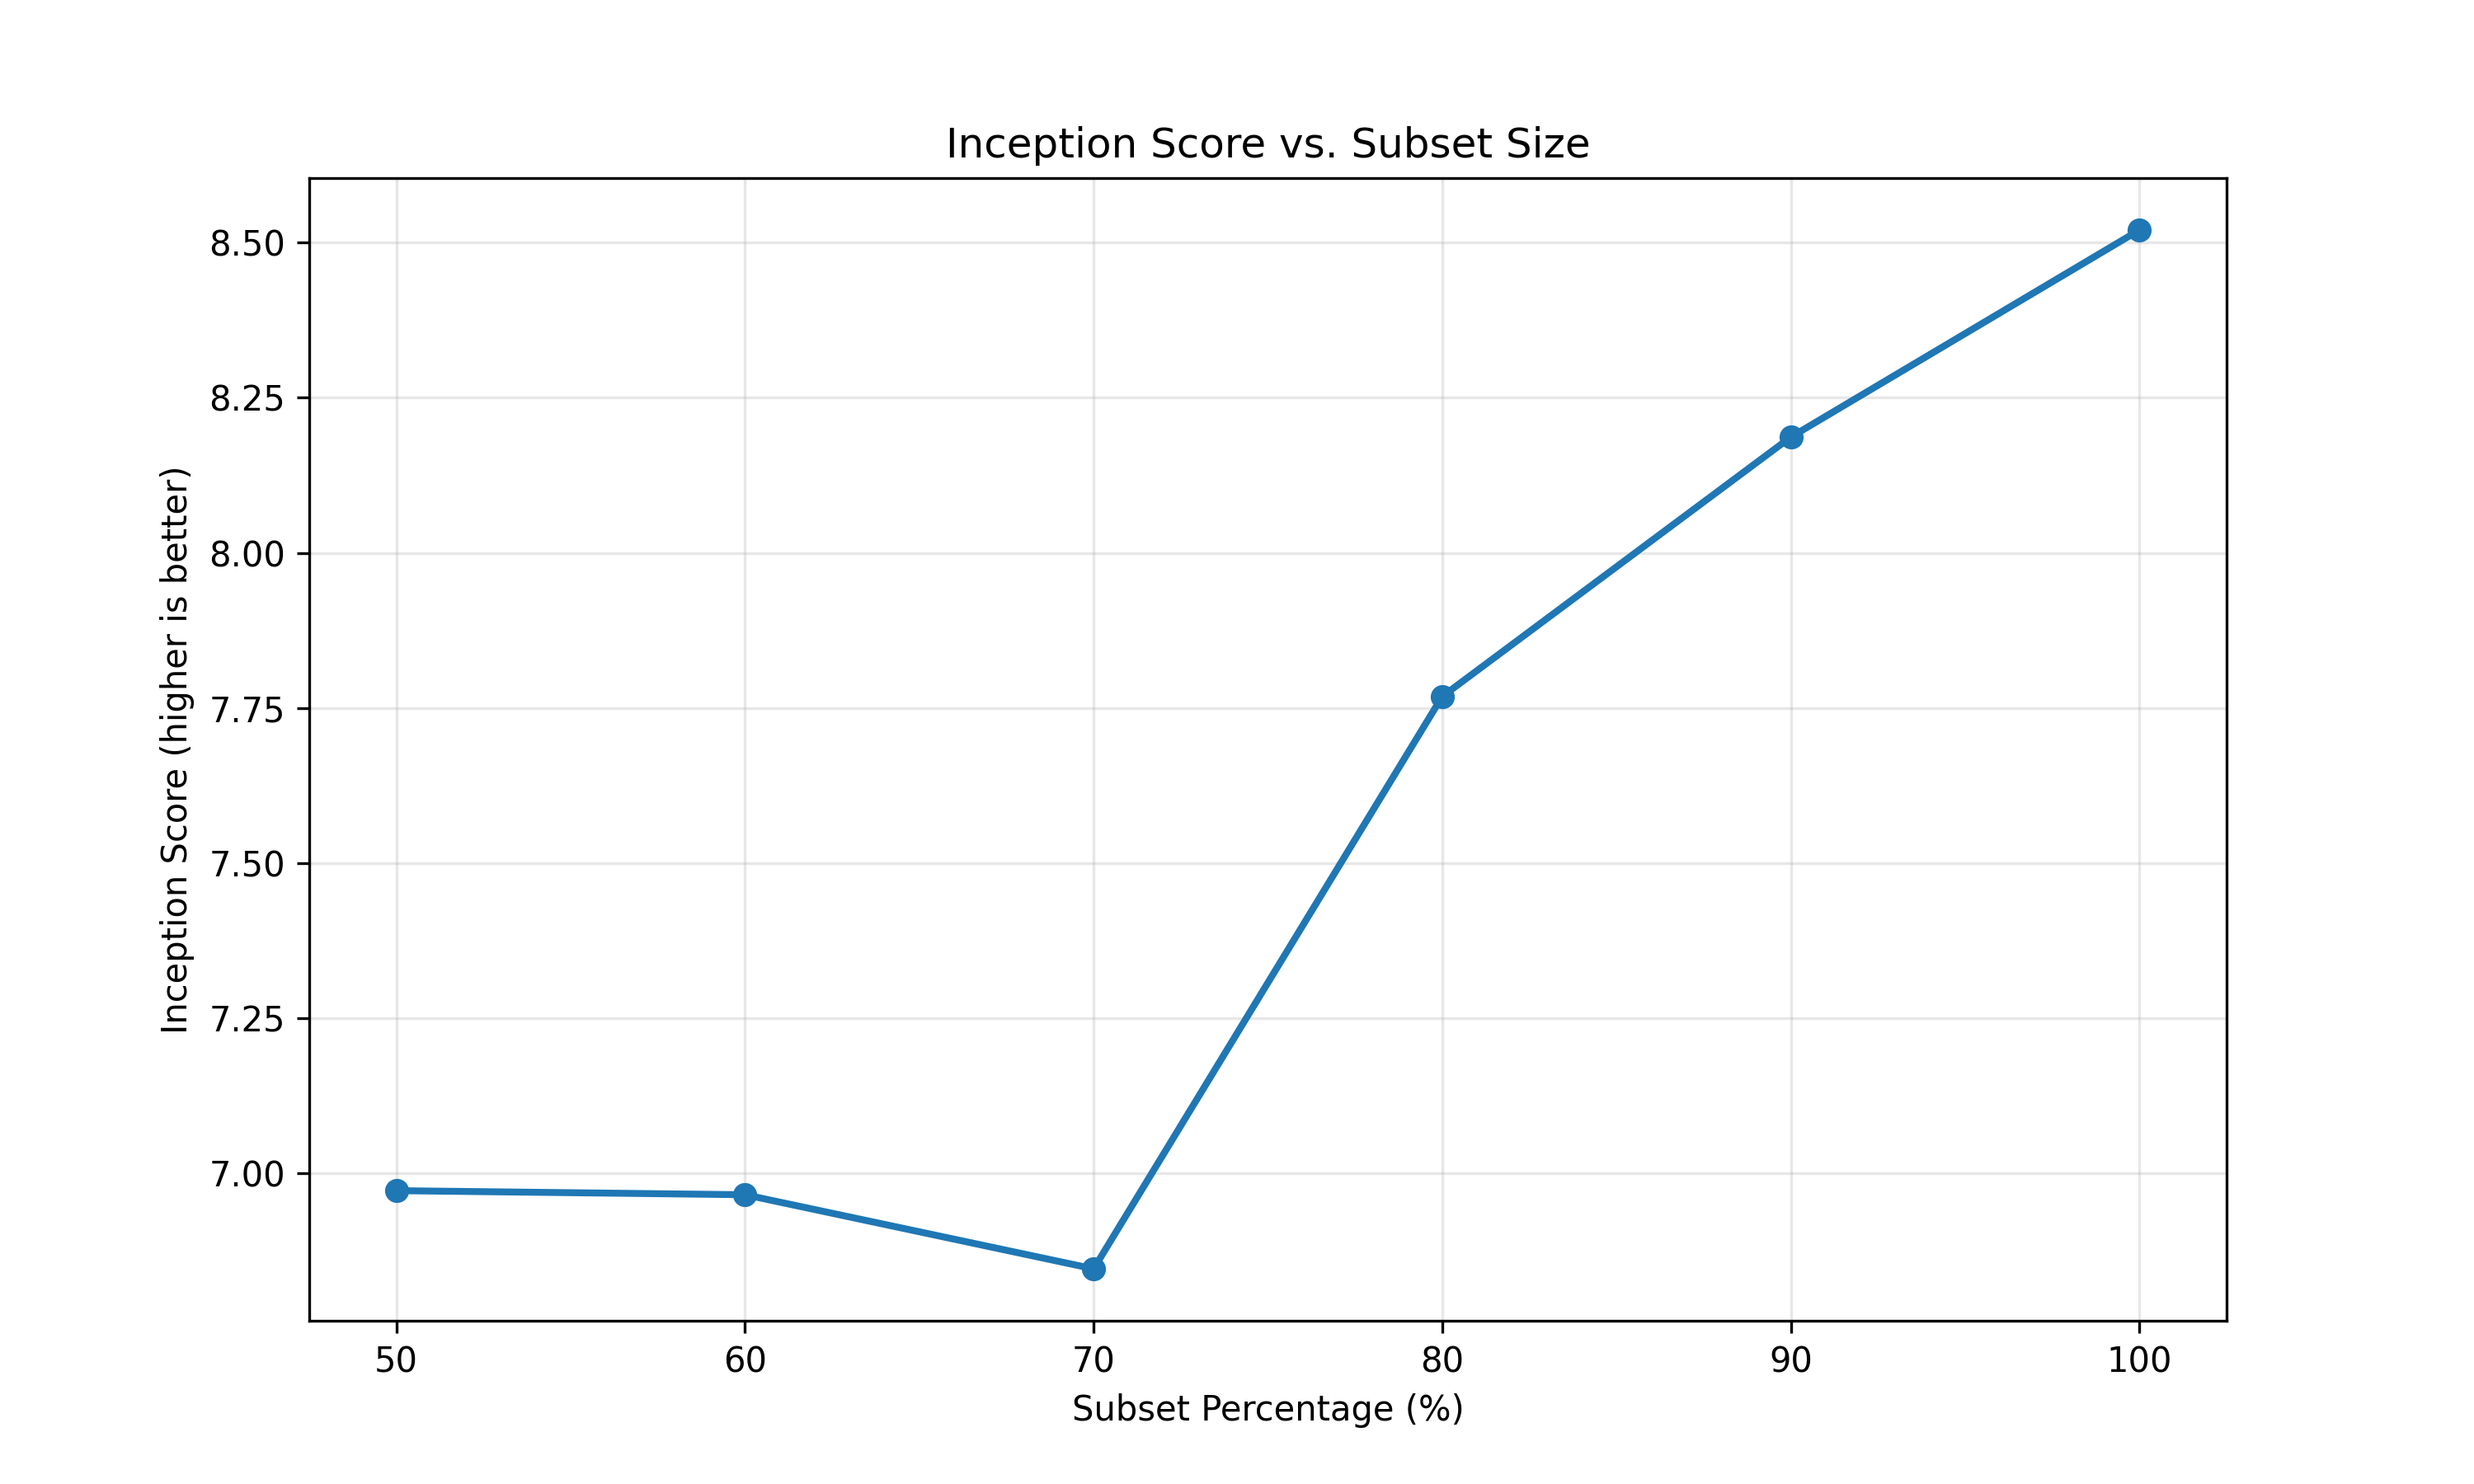 Inception Score vs. Subset Size
Inception Score (higher is better)
8.50
8.25
8.00
7.75
7.50
7.25
7.00
50 60 70 80 90 100
Subset Percentage (%)